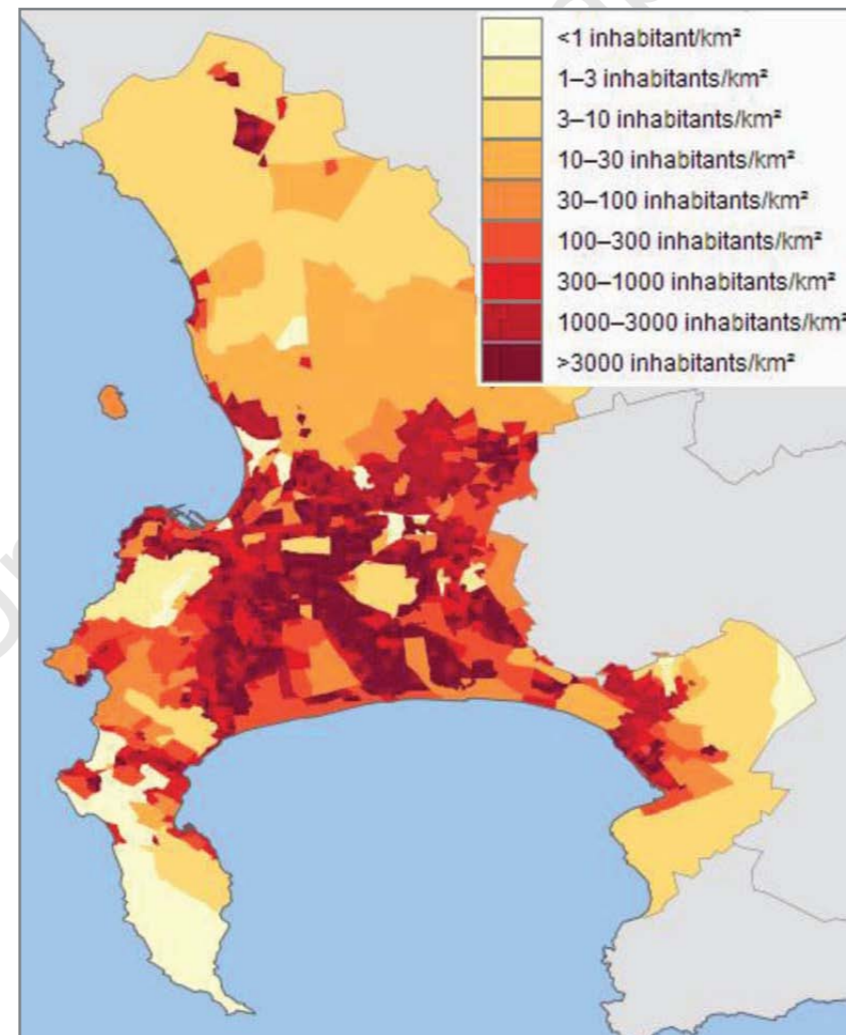 <1 inhabitant/km²
1–3 inhabitants/km²
3–10 inhabitants/km²
10–30 inhabitants/km²
30–100 inhabitants/km²
100–300 inhabitants/km²
300–1000 inhabitants/km²
1000–3000 inhabitants/km²
>3000 inhabitants/km²